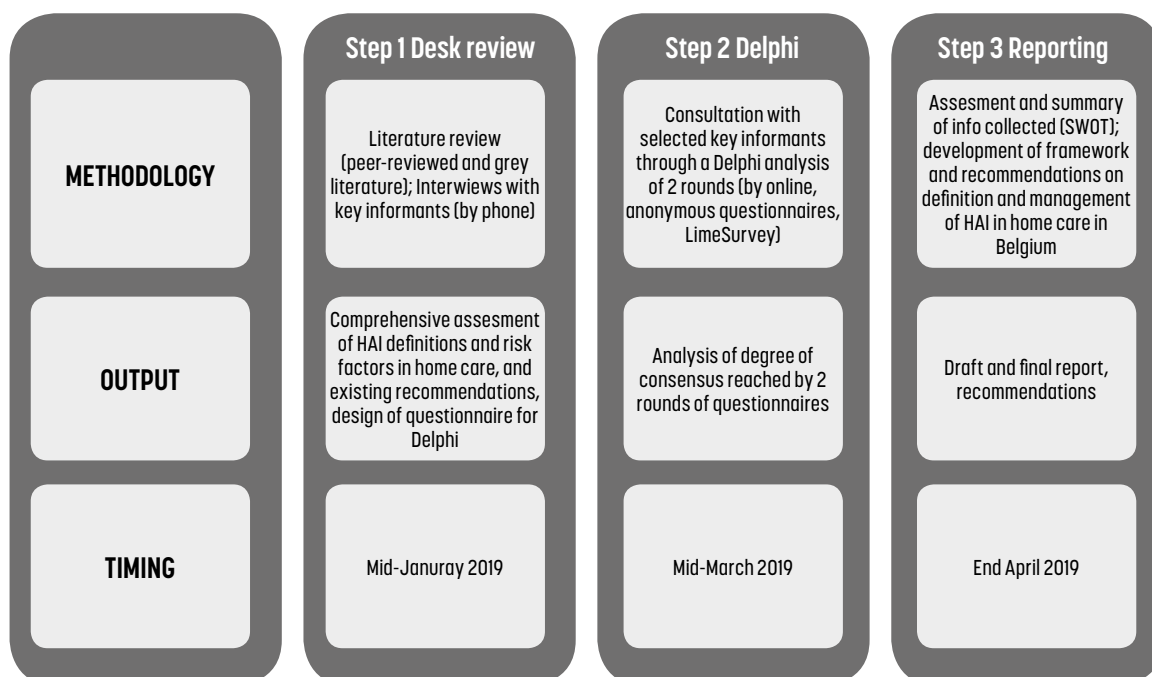 Step 1 Desk review
Step 2 Delphi
Step 3 Reporting
METHODOLOGY
Literature review
(peer-reviewed and grey
literature); Interwiews with
key informants (by phone)
Consultation with
selected key informants
through a Delphi analysis
of 2 rounds (by online,
anonymous questionnaires,
LimeSurvey)
Assesment and summary
of info collected (SWOT);
development of framework
and recommendations on
definition and management
of HAI in home care in
Belgium
OUTPUT
Comprehensive assesment
of HAI definitions and risk
factors in home care, and
existing recommendations,
design of questionnaire for
Delphi
Analysis of degree of
consensus reached by 2
rounds of questionnaires
Draft and final report,
recommendations
TIMING
Mid-Januray 2019
Mid-March 2019
End April 2019